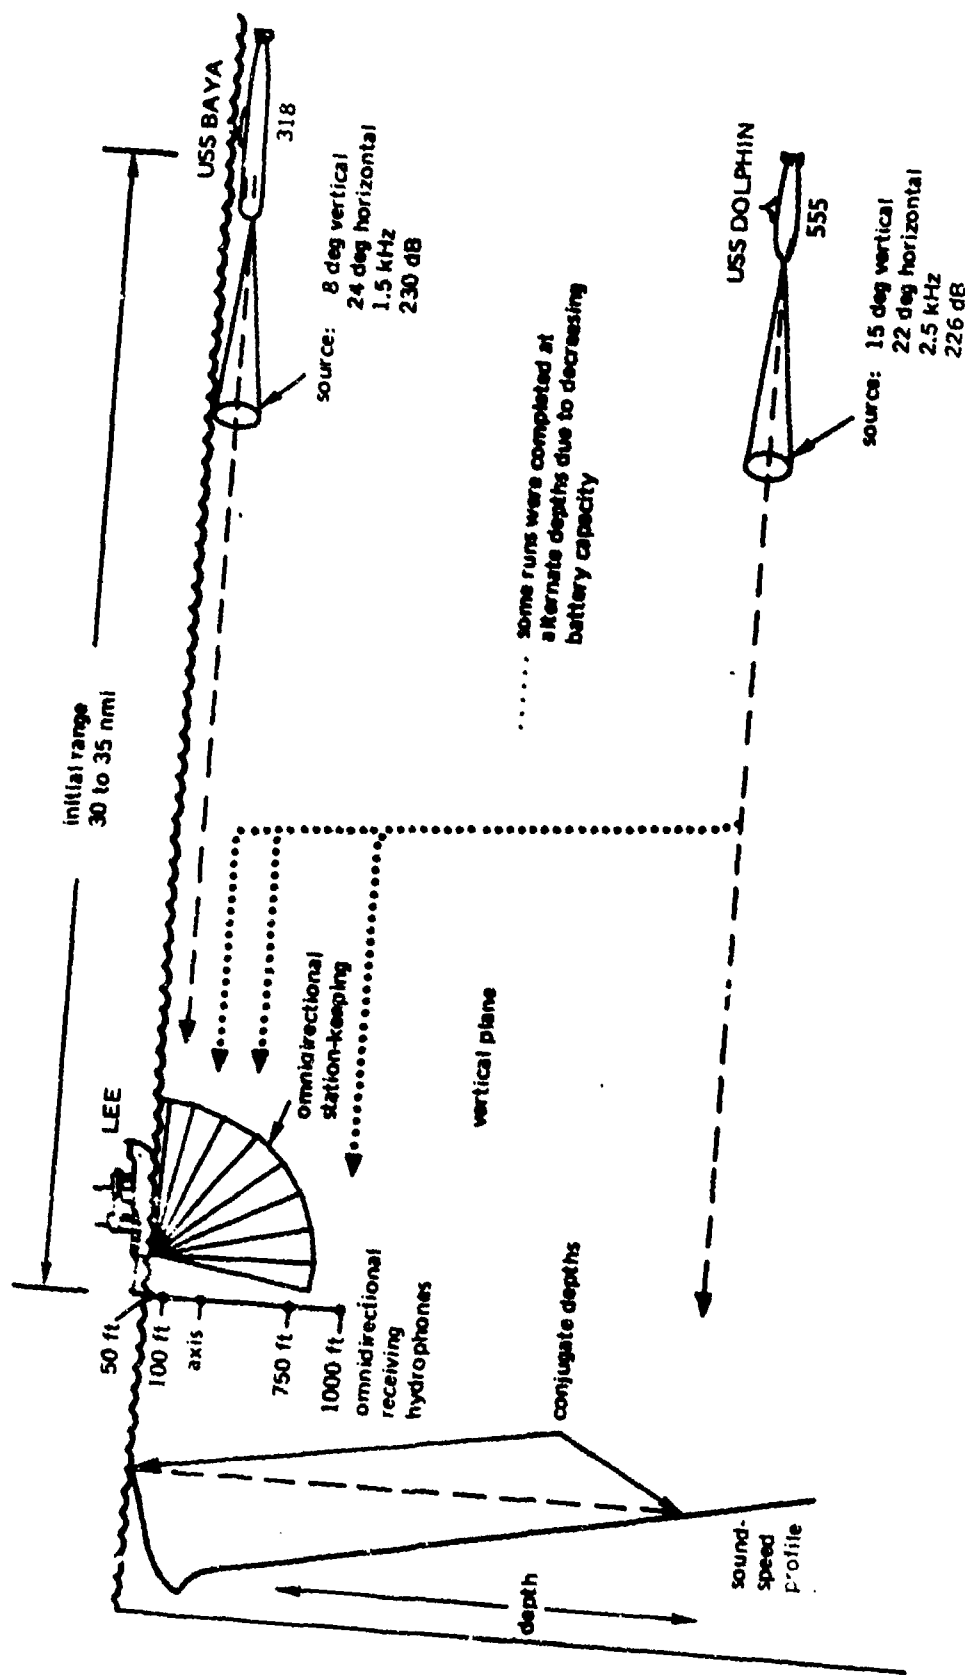 initial range
30 to 35 nmi
LEE
USS BAYA
318
50 ft
100 ft
axis
750 ft
1000 ft
omnidirectional
receiving
hydrophones
omnidirectional
station-keeping
source: 8 deg vertical
24 deg horizontal
1.5 kHz
230 dB
...... some runs were completed at
alternate depths due to decreasing
battery capacity
vertical plane
conjugate depths
USS DOLPHIN
555
source: 15 deg vertical
22 deg horizontal
2.5 kHz
226 dB
depth
sound-
speed
profile